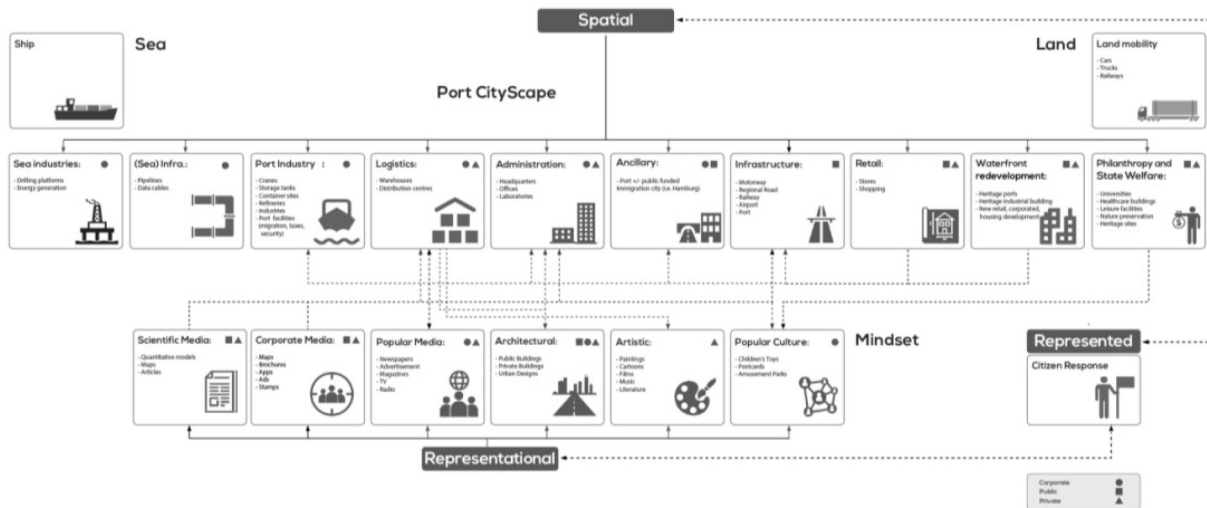 Spatial
Ship
Sea
Land
Land mobility
- Cars
- Trucks
- Railways
Port CityScape
Sea industries:
- Drilling platforms
- Energy generation
(Sea) Infra.:
- Pipelines
- Data cables
Port Industry :
- Cranes
- Storage tanks
- Container sites
- Refineries
- Industries
- Port facilities
(migration, taxes,
security)
Logistics:
- Warehouses
- Distribution centres
Administration:
- Headquarters
- Offices
- Laboratories
Ancillary:
- Port +/- public funded
immigration city (i.e. Hamburg)
Infrastructure:
- Motorway
- Regional Road
- Railway
- Airport
- Port
Retail:
- Stores
- Shopping
Waterfront
redevelopment:
- Heritage ports
- Heritage industrial building
- New retail, corporated,
housing development
Philanthropy and
State Welfare:
- Universities
- Healthcare buildings
- Leisure facilities
- Nature preservation
- Heritage sites
Scientific Media:
- Quantitative models
- Maps
- Articles
Corporate Media:
- Maps
- Brochures
- Apps
- Ads
- Stamps
Popular Media:
- Newspapers
- Advertisement
- Magazines
- TV
- Radio
Architectural:
- Public Buildings
- Private Buildings
- Urban Designs
Artistic:
- Paintings
- Cartoons
- Films
- Music
- Literature
Popular Culture:
- Children's Toys
- Postcards
- Amusement Parks
Mindset
Represented
Citizen Response
Representational
Corporate
Public
Private